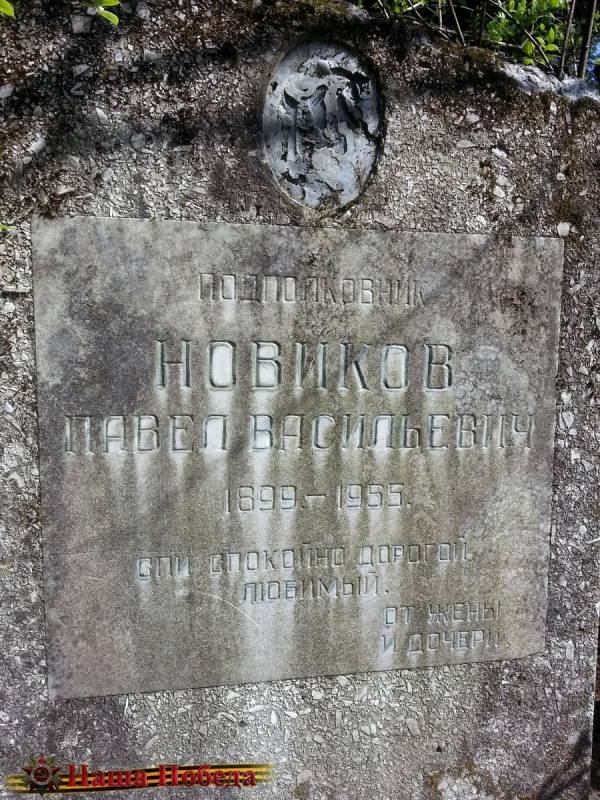 ПОДПОЛКОВНИК
НОВИКОВ
ПАВЕЛ ВАСИЛЬЕВИЧ
1899.–1955.
СПИ СПОКОЙНО ДОРОГОЙ
ЛЮБИМЫЙ.
ОТ ЖЕНЫ
И ДОЧЕРИ.
Наша Победа